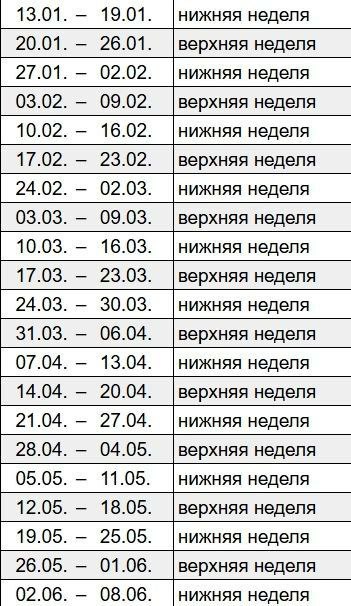 13.01. – 19.01. нижняя неделя
20.01. – 26.01. верхняя неделя
27.01. – 02.02. нижняя неделя
03.02. – 09.02. верхняя неделя
10.02. – 16.02. нижняя неделя
17.02. – 23.02. верхняя неделя
24.02. – 02.03. нижняя неделя
03.03. – 09.03. верхняя неделя
10.03. – 16.03. нижняя неделя
17.03. – 23.03. верхняя неделя
24.03. – 30.03. нижняя неделя
31.03. – 06.04. верхняя неделя
07.04. – 13.04. нижняя неделя
14.04. – 20.04. верхняя неделя
21.04. – 27.04. нижняя неделя
28.04. – 04.05. верхняя неделя
05.05. – 11.05. нижняя неделя
12.05. – 18.05. верхняя неделя
19.05. – 25.05. нижняя неделя
26.05. – 01.06. верхняя неделя
02.06. – 08.06. нижняя неделя